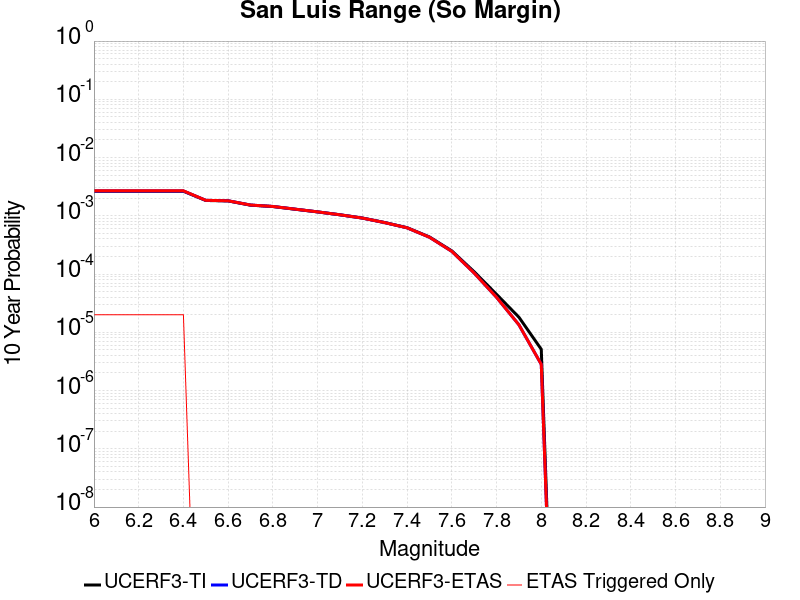 San Luis Range (So Margin)
10 0
10 -1
10 -2
10 -3
10 -4
10 -5
10 -6
10 -7
10 -8
10 Year Probability
6 6.2 6.4 6.6 6.8 7 7.2 7.4 7.6 7.8 8 8.2 8.4 8.6 8.8 9
Magnitude
UCERF3-TI UCERF3-TD UCERF3-ETAS ETAS Triggered Only